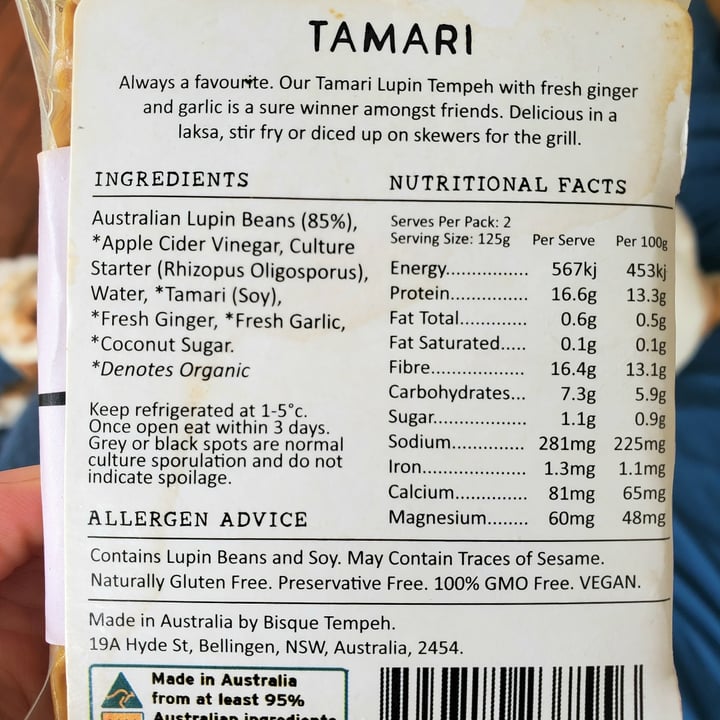 TAMARI
Always a favourite. Our Tamari Lupin Tempeh with fresh ginger
and garlic is a sure winner amongst friends. Delicious in a
laksa, stir fry or diced up on skewers for the grill.
INGREDIENTS
Australian Lupin Beans (85%),
*Apple Cider Vinegar, Culture
Starter (Rhizopus Oligosporus),
Water, *Tamari (Soy),
*Fresh Ginger, *Fresh Garlic,
*Coconut Sugar.
*Denotes Organic
Keep refrigerated at 1-5°c.
Once open eat within 3 days.
Grey or black spots are normal
culture sporulation and do not
indicate spoilage.
NUTRITIONAL FACTS
Serves Per Pack: 2
Serving Size: 125g Per Serve Per 100g
Energy................ 567kj 453kj
Protein............... 16.6g 13.3g
Fat Total............. 0.6g 0.5g
Fat Saturated..... 0.1g 0.1g
Fibre.................. 16.4g 13.1g
Carbohydrates... 7.3g 5.9g
Sugar.................. 1.1g 0.9g
Sodium.............. 281mg 225mg
Iron.................... 1.3mg 1.1mg
Calcium.............. 81mg 65mg
Magnesium........ 60mg 48mg
ALLERGEN ADVICE
Contains Lupin Beans and Soy. May Contain Traces of Sesame.
Naturally Gluten Free. Preservative Free. 100% GMO Free. VEGAN.
Made in Australia by Bisque Tempeh.
19A Hyde St, Bellingen, NSW, Australia, 2454.
Made in Australia
from at least 95%
Australian ingredients